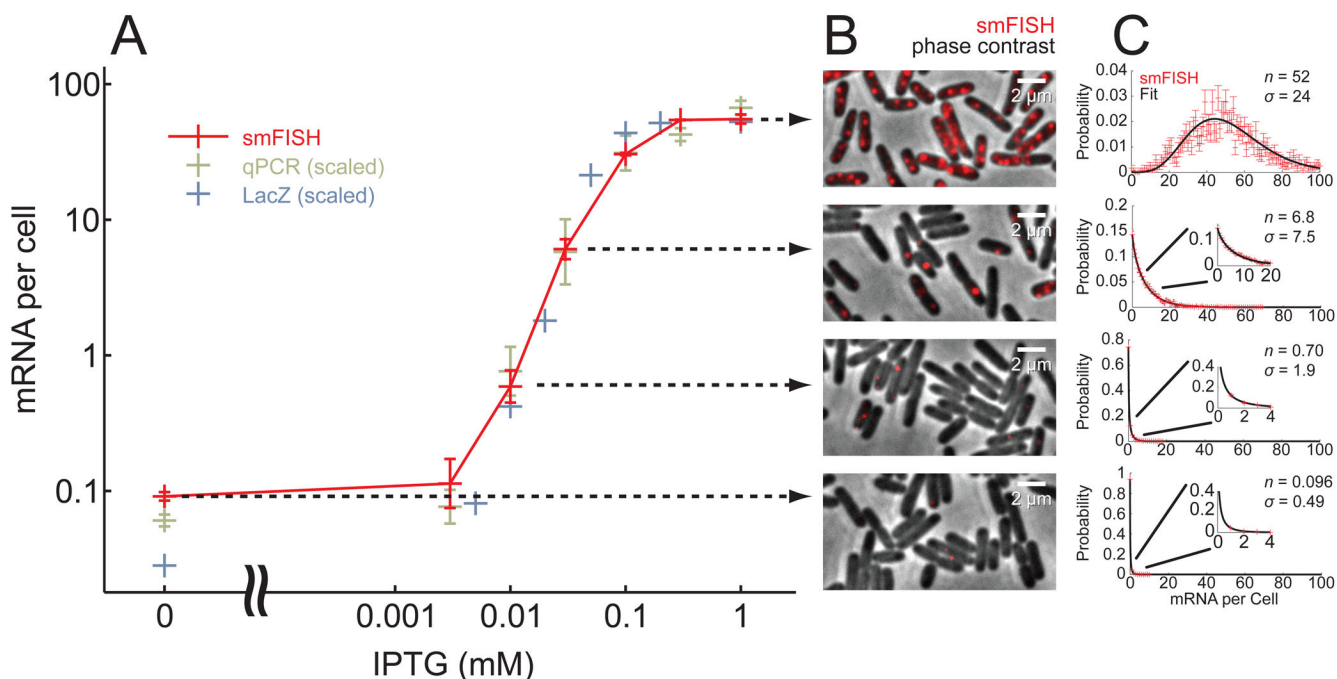 A
mRNA per cell
100
10
1
0.1
smFISH
qPCR (scaled)
LacZ (scaled)
0
0.001
0.01
0.1
1
IPTG (mM)
B
smFISH
phase contrast
2 µm
2 µm
2 µm
2 µm
C
Probability
0.04
0.03
0.02
0.01
0
smFISH
Fit
n = 52
σ = 24
0 20 40 60 80 100
Probability
0.2
0.15
0.1
0.05
0
0.1
0
0 10 20
n = 6.8
σ = 7.5
0 20 40 60 80 100
Probability
0.8
0.6
0.4
0.2
0
0.4
0.2
0
0 2 4
n = 0.70
σ = 1.9
0 20 40 60 80 100
Probability
1
0.8
0.6
0.4
0.2
0
0.4
0.2
0
0 2 4
n = 0.096
σ = 0.49
0 20 40 60 80 100
mRNA per Cell